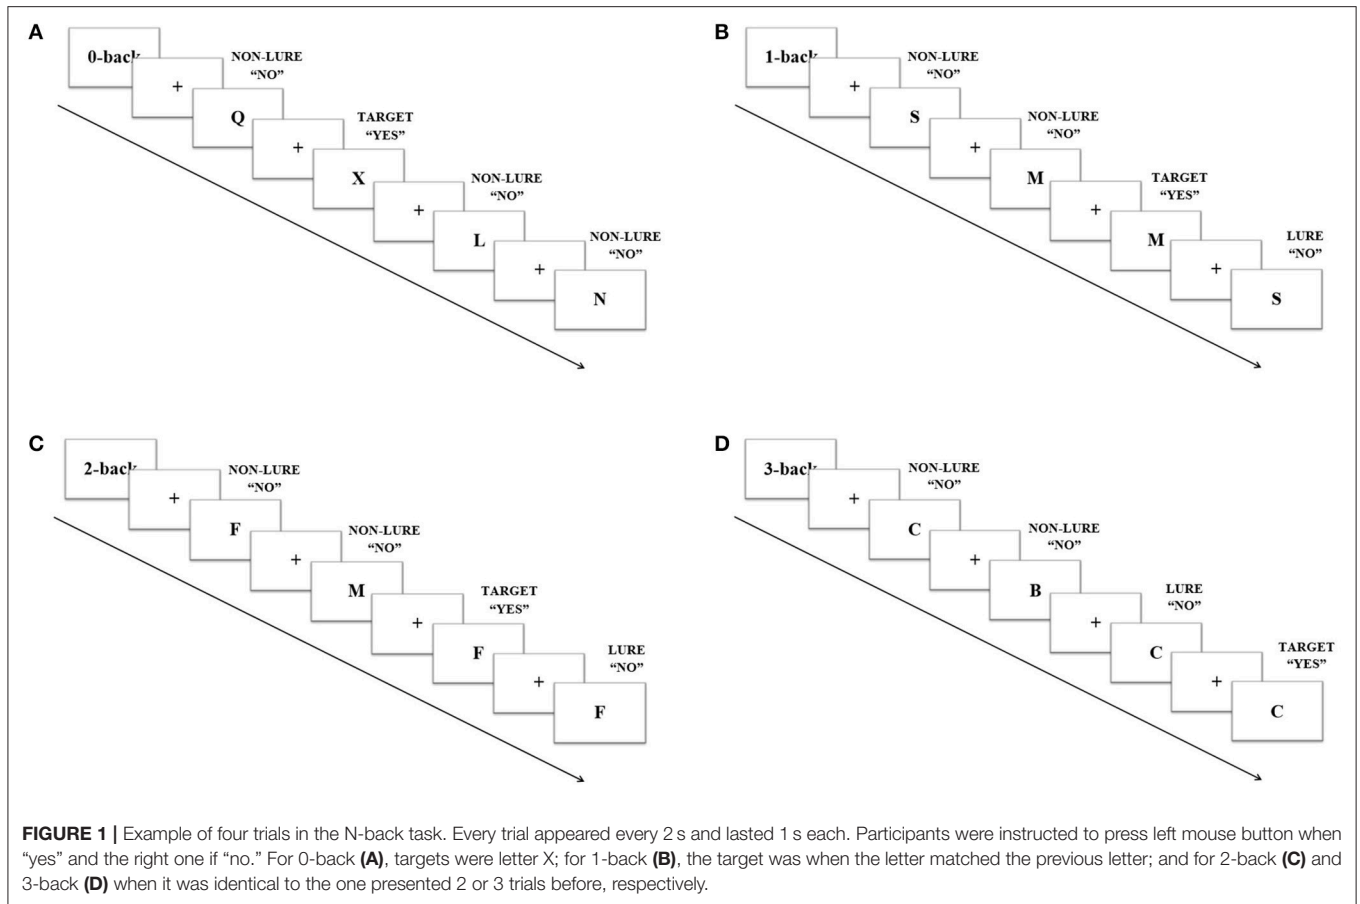 A
0-back
+
NON-LURE
“NO”
Q
+
TARGET
“YES”
X
+
NON-LURE
“NO”
L
+
NON-LURE
“NO”
N
B
1-back
+
NON-LURE
“NO”
S
+
NON-LURE
“NO”
M
+
TARGET
“YES”
M
+
LURE
“NO”
S
C
2-back
+
NON-LURE
“NO”
F
+
NON-LURE
“NO”
M
+
TARGET
“YES”
F
+
LURE
“NO”
F
D
3-back
+
NON-LURE
“NO”
C
+
NON-LURE
“NO”
B
+
LURE
“NO”
C
+
TARGET
“YES”
C
FIGURE 1 | Example of four trials in the N-back task. Every trial appeared every 2 s and lasted 1 s each. Participants were instructed to press left mouse button when
“yes” and the right one if “no.” For 0-back (A), targets were letter X; for 1-back (B), the target was when the letter matched the previous letter; and for 2-back (C) and
3-back (D) when it was identical to the one presented 2 or 3 trials before, respectively.